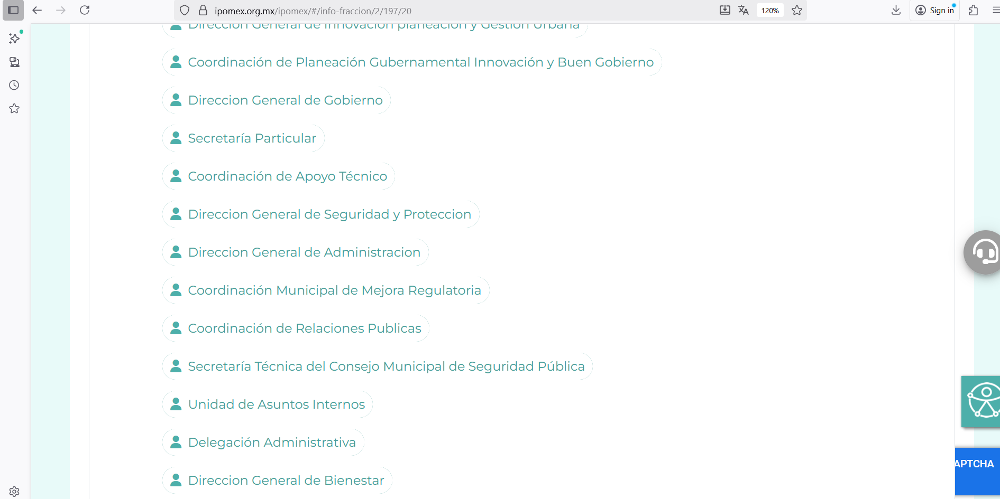 ipomex.org.mx/ipomex/#/info-fraccion/2/197/20
120%
Sign in
Direccion General de Innovacion planeacion y Gestion Urbana
Coordinación de Planeación Gubernamental Innovación y Buen Gobierno
Direccion General de Gobierno
Secretaría Particular
Coordinación de Apoyo Técnico
Direccion General de Seguridad y Proteccion
Direccion General de Administracion
Coordinación Municipal de Mejora Regulatoria
Coordinación de Relaciones Publicas
Secretaría Técnica del Consejo Municipal de Seguridad Pública
Unidad de Asuntos Internos
Delegación Administrativa
APTCHA
Direccion General de Bienestar